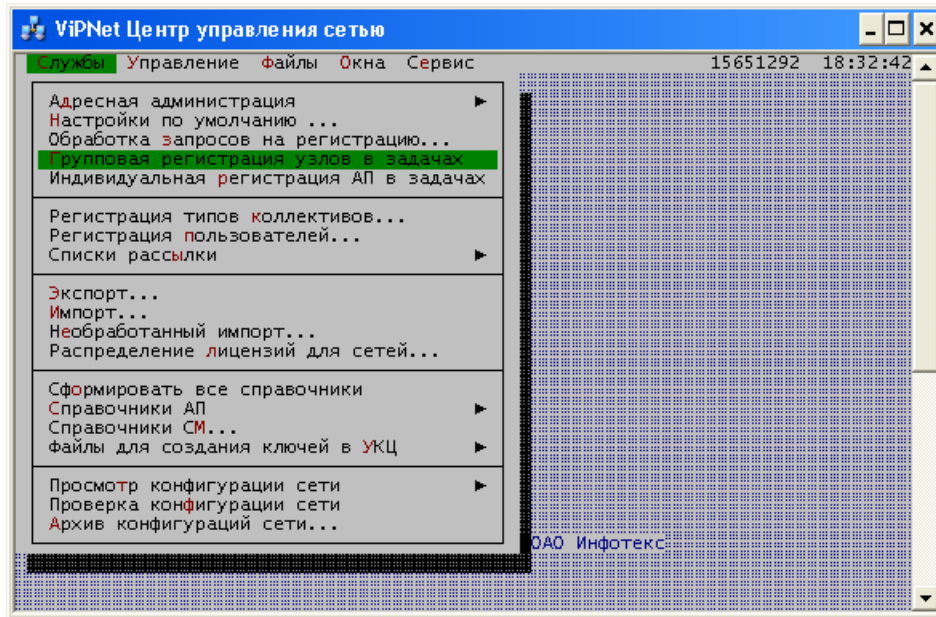 ViPNet Центр управления сетью
Службы Управление Файлы Окна Сервис 15651292 18:32:42
Адресная администрация
Настройки по умолчанию ...
Обработка запросов на регистрацию...
Групповая регистрация узлов в задачах
Индивидуальная регистрация АП в задачах
Регистрация типов коллективов...
Регистрация пользователей...
Списки рассылки
Экспорт...
Импорт...
Необработанный импорт...
Распределение лицензий для сетей...
Сформировать все справочники
Справочники АП
Справочники СМ...
Файлы для создания ключей в УКЦ
Просмотр конфигурации сети
Проверка конфигурации сети
Архив конфигураций сети...
ОАО Инфотекс